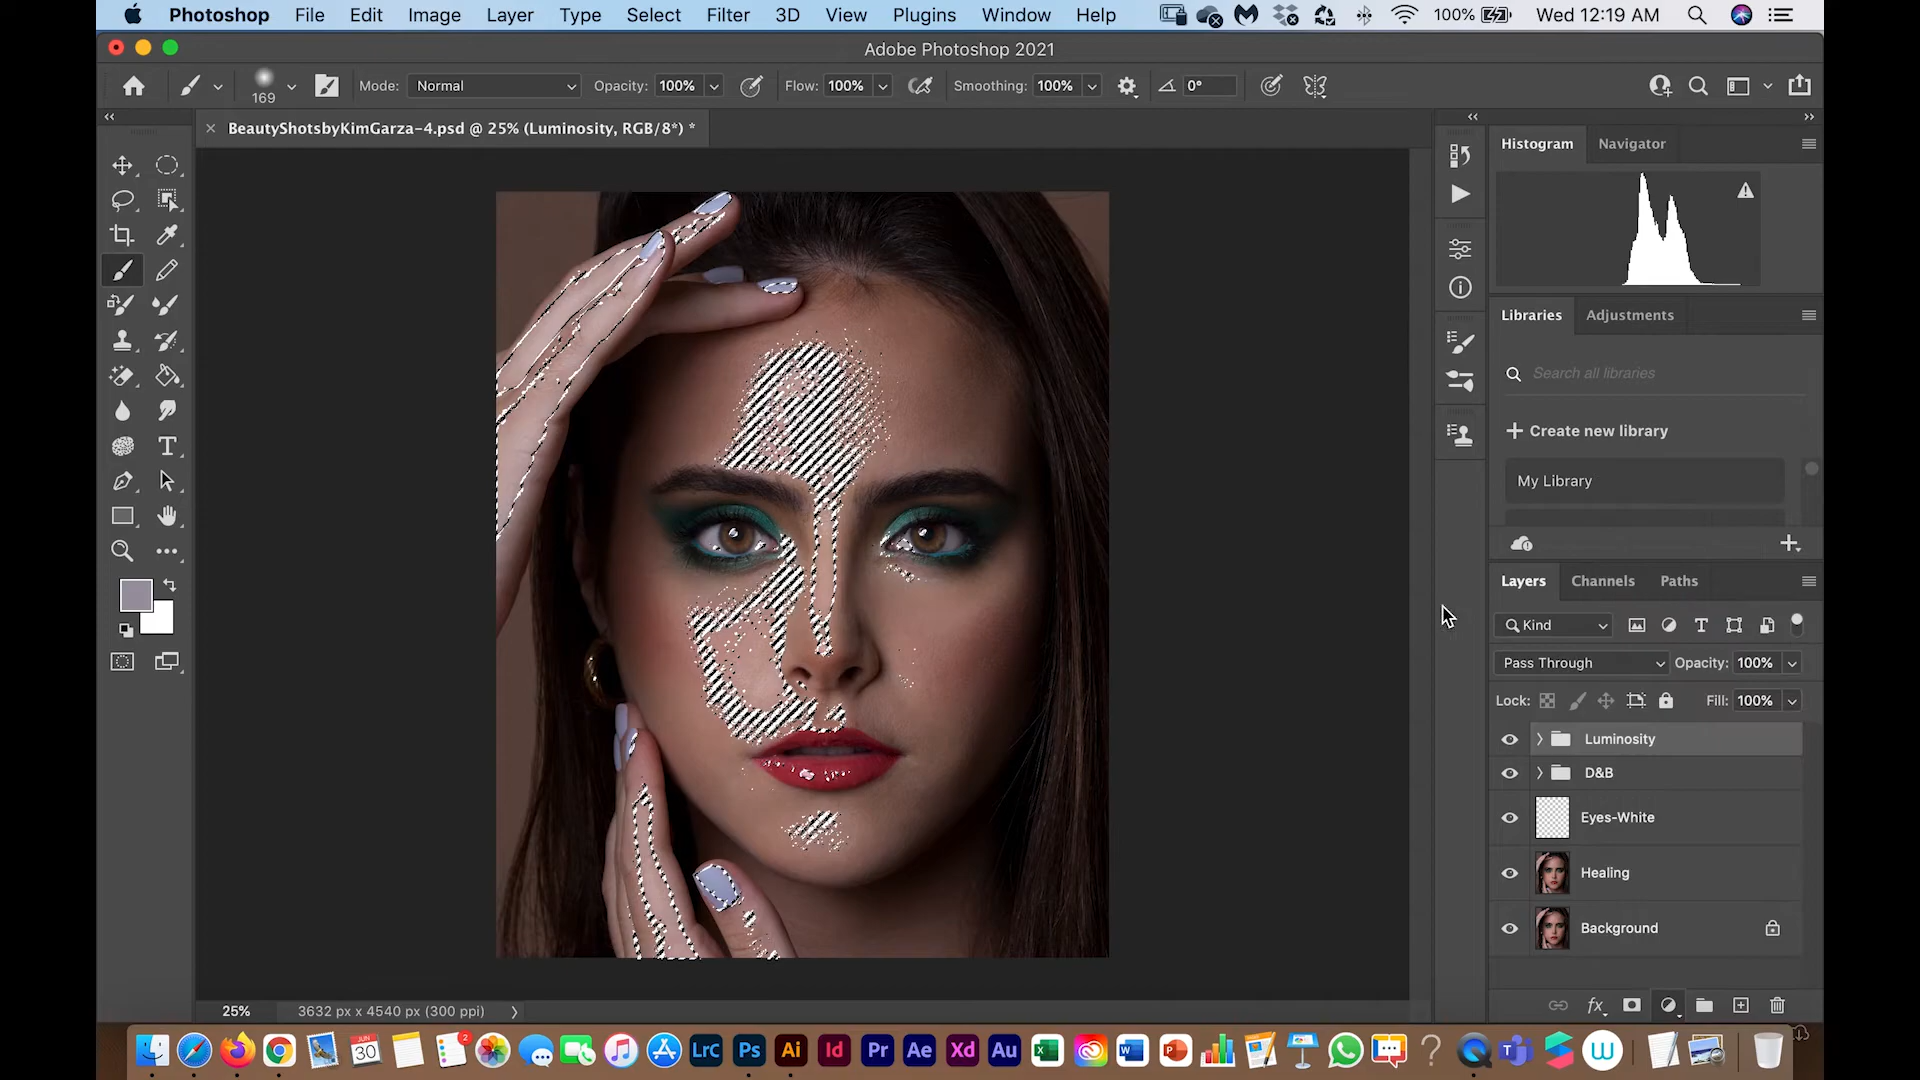 Photoshop File Edit Image Layer Type Select Filter 3D View Plugins Window Help 100% Wed 12:19 AM
Adobe Photoshop 2021
169 Mode: Normal Opacity: 100% Flow: 100% Smoothing: 100% 0°
BeautyShotsbyKimGarza-4.psd @ 25% (Luminosity, RGB/8*) *
Histogram Navigator
Libraries Adjustments
Search all libraries
Create new library
My Library
Layers Channels Paths
Kind
Pass Through Opacity: 100%
Lock: Fill: 100%
Luminosity
D&B
Eyes-White
Healing
Background
25% 3632 px x 4540 px (300 ppi)
fx
JUN 30 2 LrC Ps Ai Id Pr Ae Xd Au